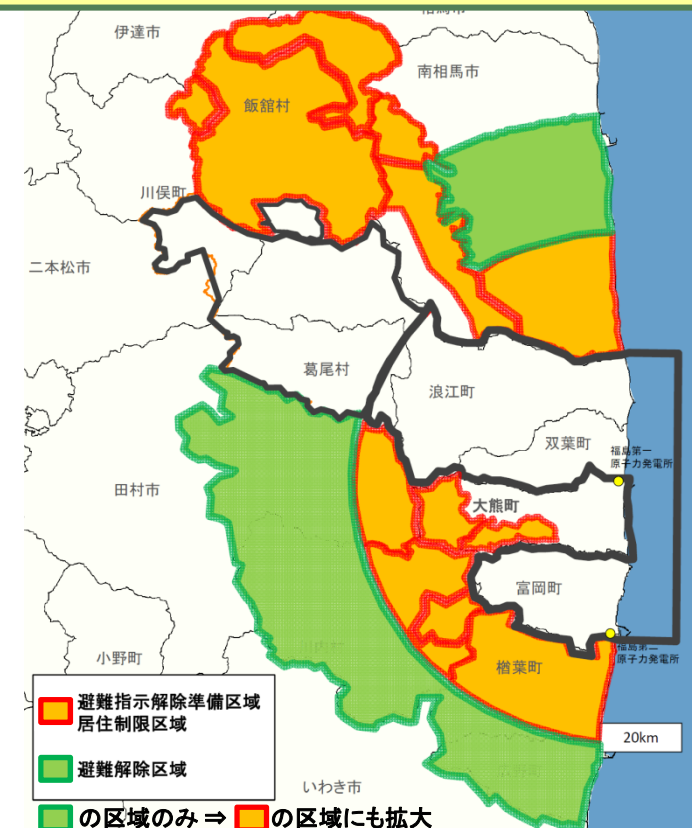 伊達市
南相馬市
飯舘村
川俣町
二本松市
葛尾村
浪江町
双葉町
福島第一
原子力発電所
田村市
大熊町
富岡町
福島第二
原子力発電所
小野町
楢葉町
避難指示解除準備区域
居住制限区域
20km
避難解除区域
いわき市
の区域のみ ⇒ の区域にも拡大